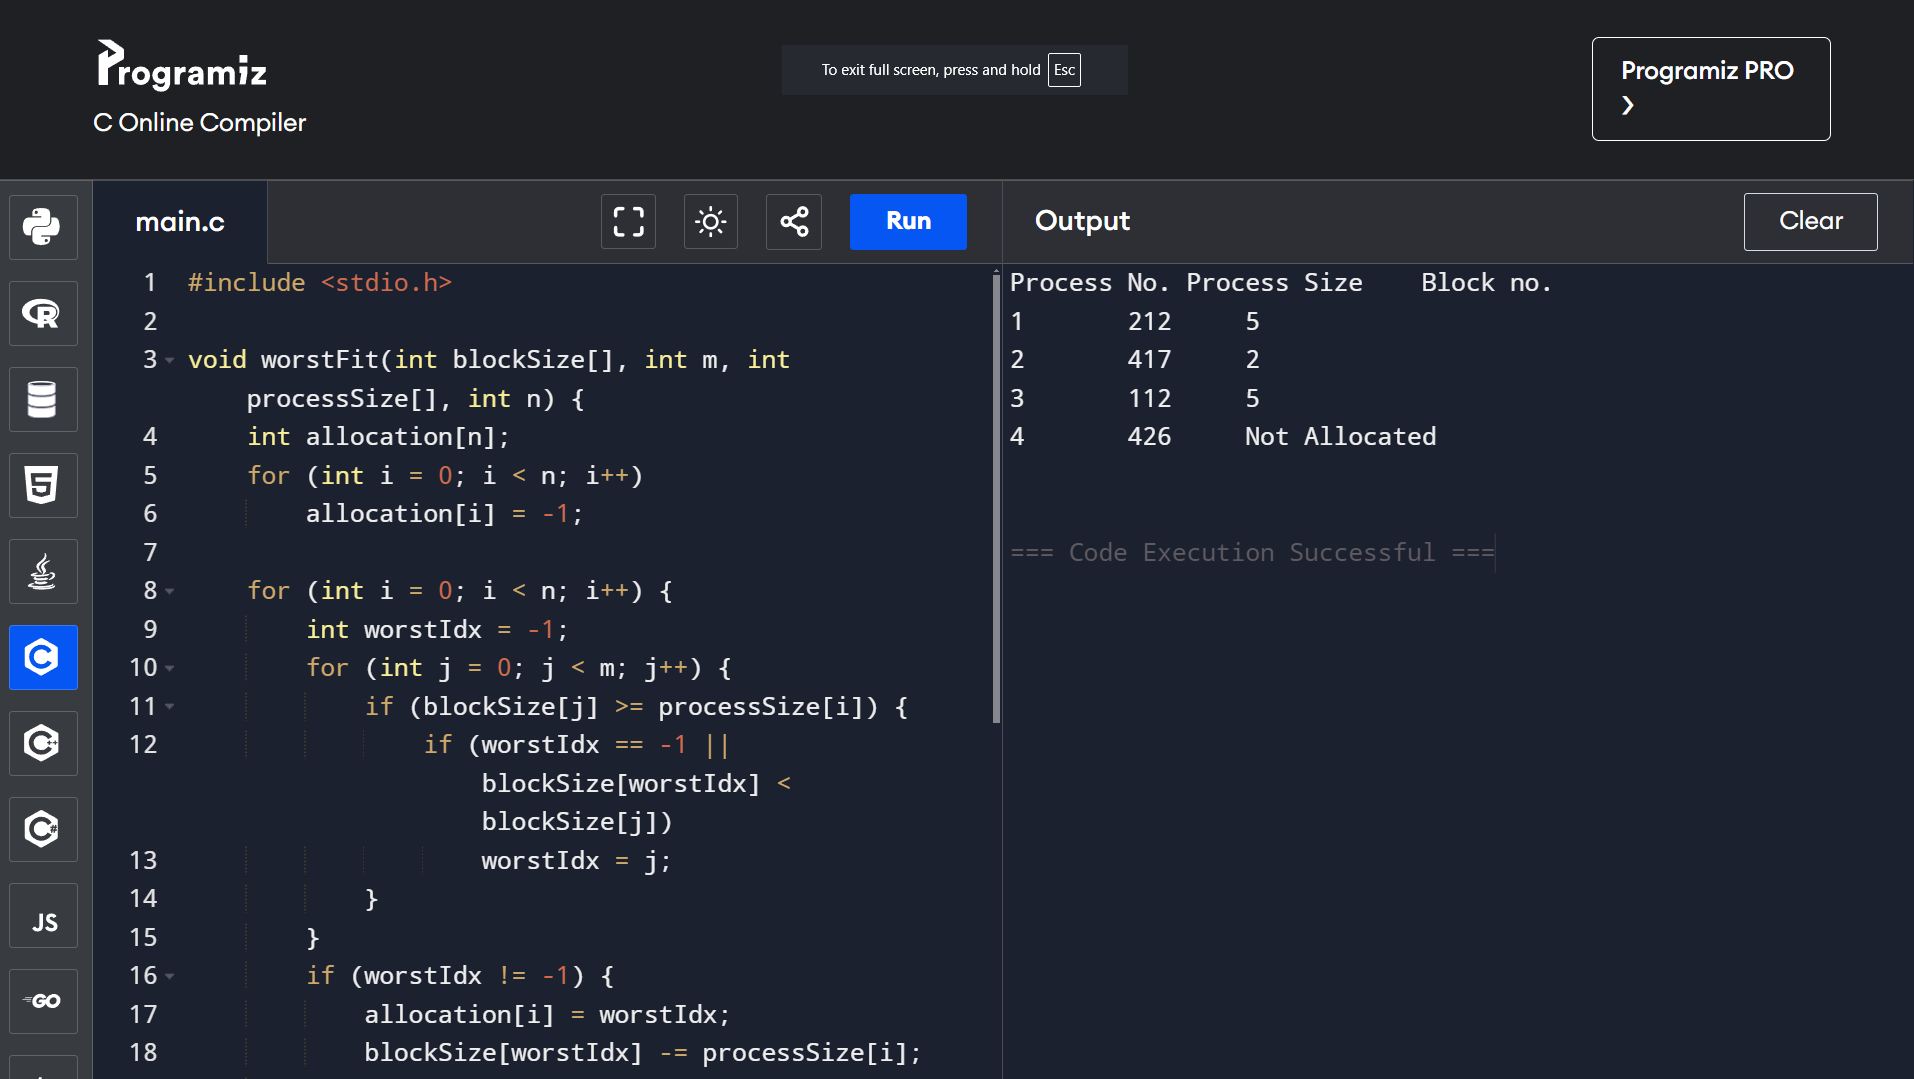 Programiz
C Online Compiler
To exit full screen, press and hold Esc
Programiz PRO
❯
main.c
Run
Output
Clear
1 #include <stdio.h>
2
3 void worstFit(int blockSize[], int m, int
processSize[], int n) {
4 int allocation[n];
5 for (int i = 0; i < n; i++)
6 allocation[i] = -1;
7
8 for (int i = 0; i < n; i++) {
9 int worstIdx = -1;
10 for (int j = 0; j < m; j++) {
11 if (blockSize[j] >= processSize[i]) {
12 if (worstIdx == -1 ||
blockSize[worstIdx] <
blockSize[j])
13 worstIdx = j;
14 }
15 }
16 if (worstIdx != -1) {
17 allocation[i] = worstIdx;
18 blockSize[worstIdx] -= processSize[i];
Process No. Process Size Block no.
1 212 5
2 417 2
3 112 5
4 426 Not Allocated
=== Code Execution Successful ===
R
5
C
C++
C#
JS
GO